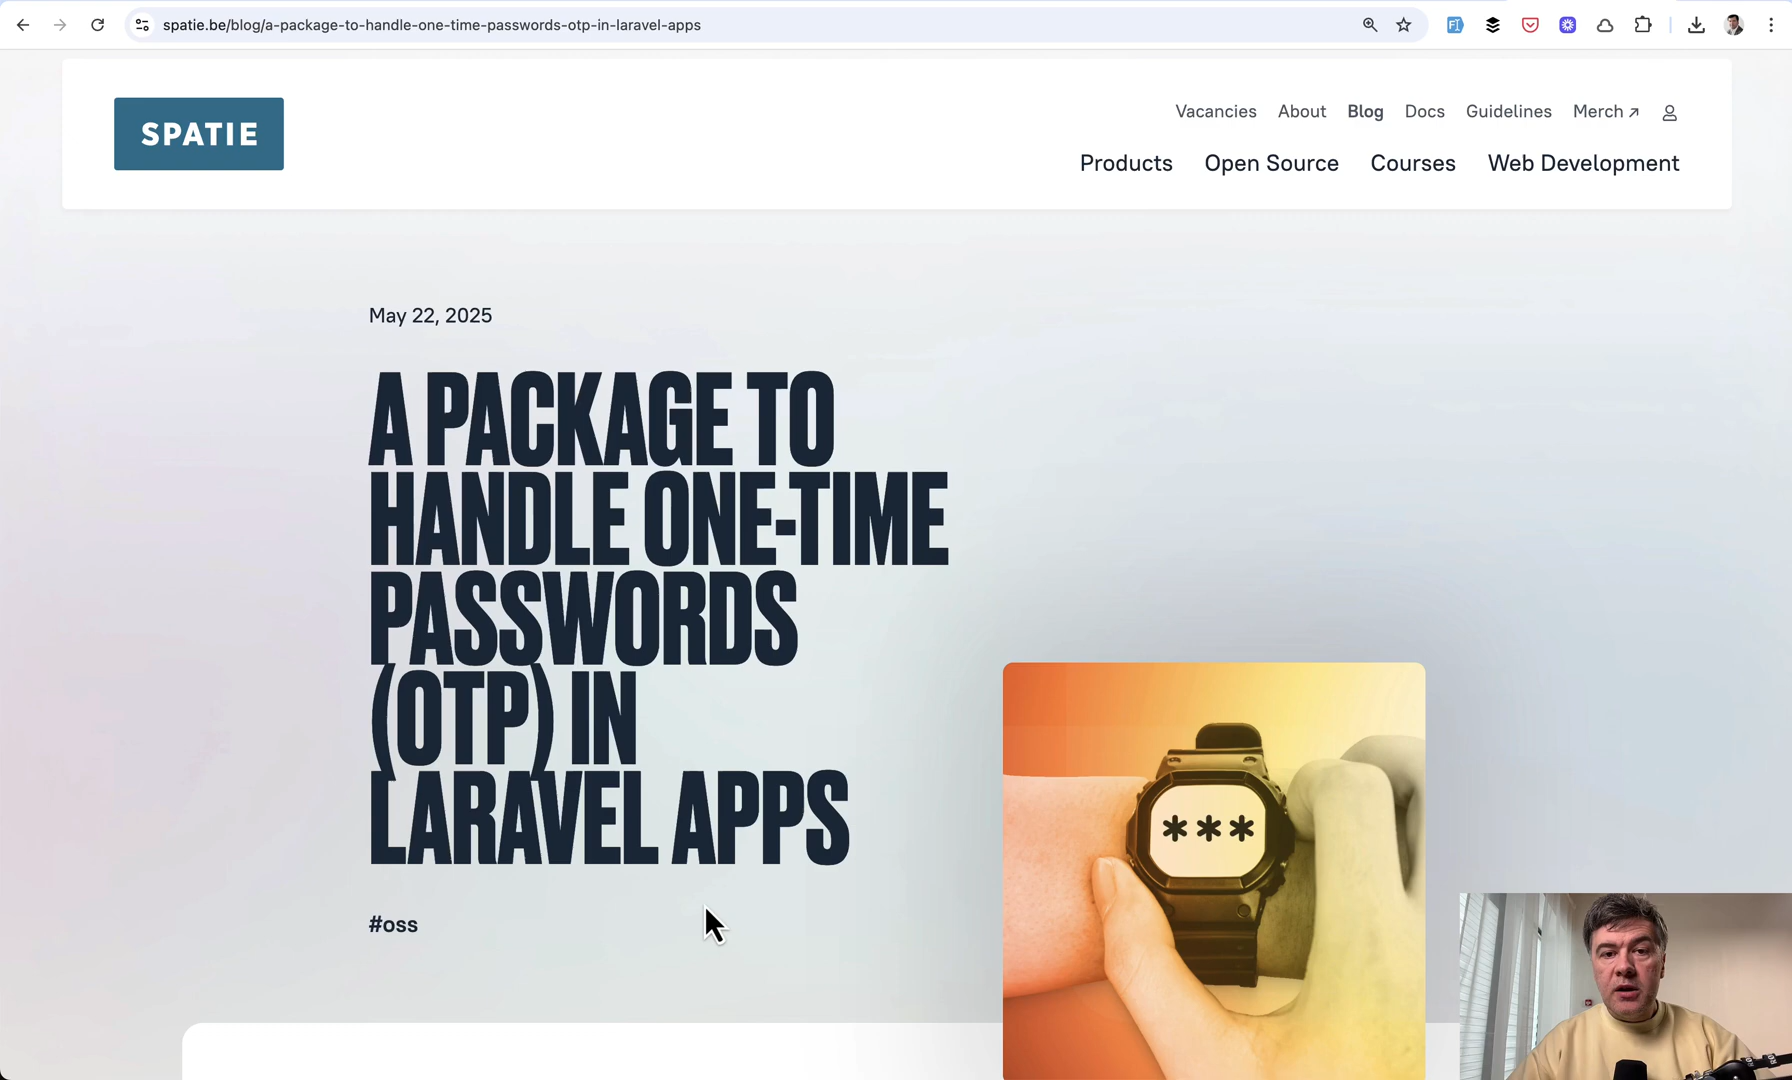 spatie.be/blog/a-package-to-handle-one-time-passwords-otp-in-laravel-apps
SPATIE
Vacancies About Blog Docs Guidelines Merch ↗
Products Open Source Courses Web Development
May 22, 2025
A PACKAGE TO
HANDLE ONE-TIME
PASSWORDS
(OTP) IN
LARAVEL APPS
#oss
***